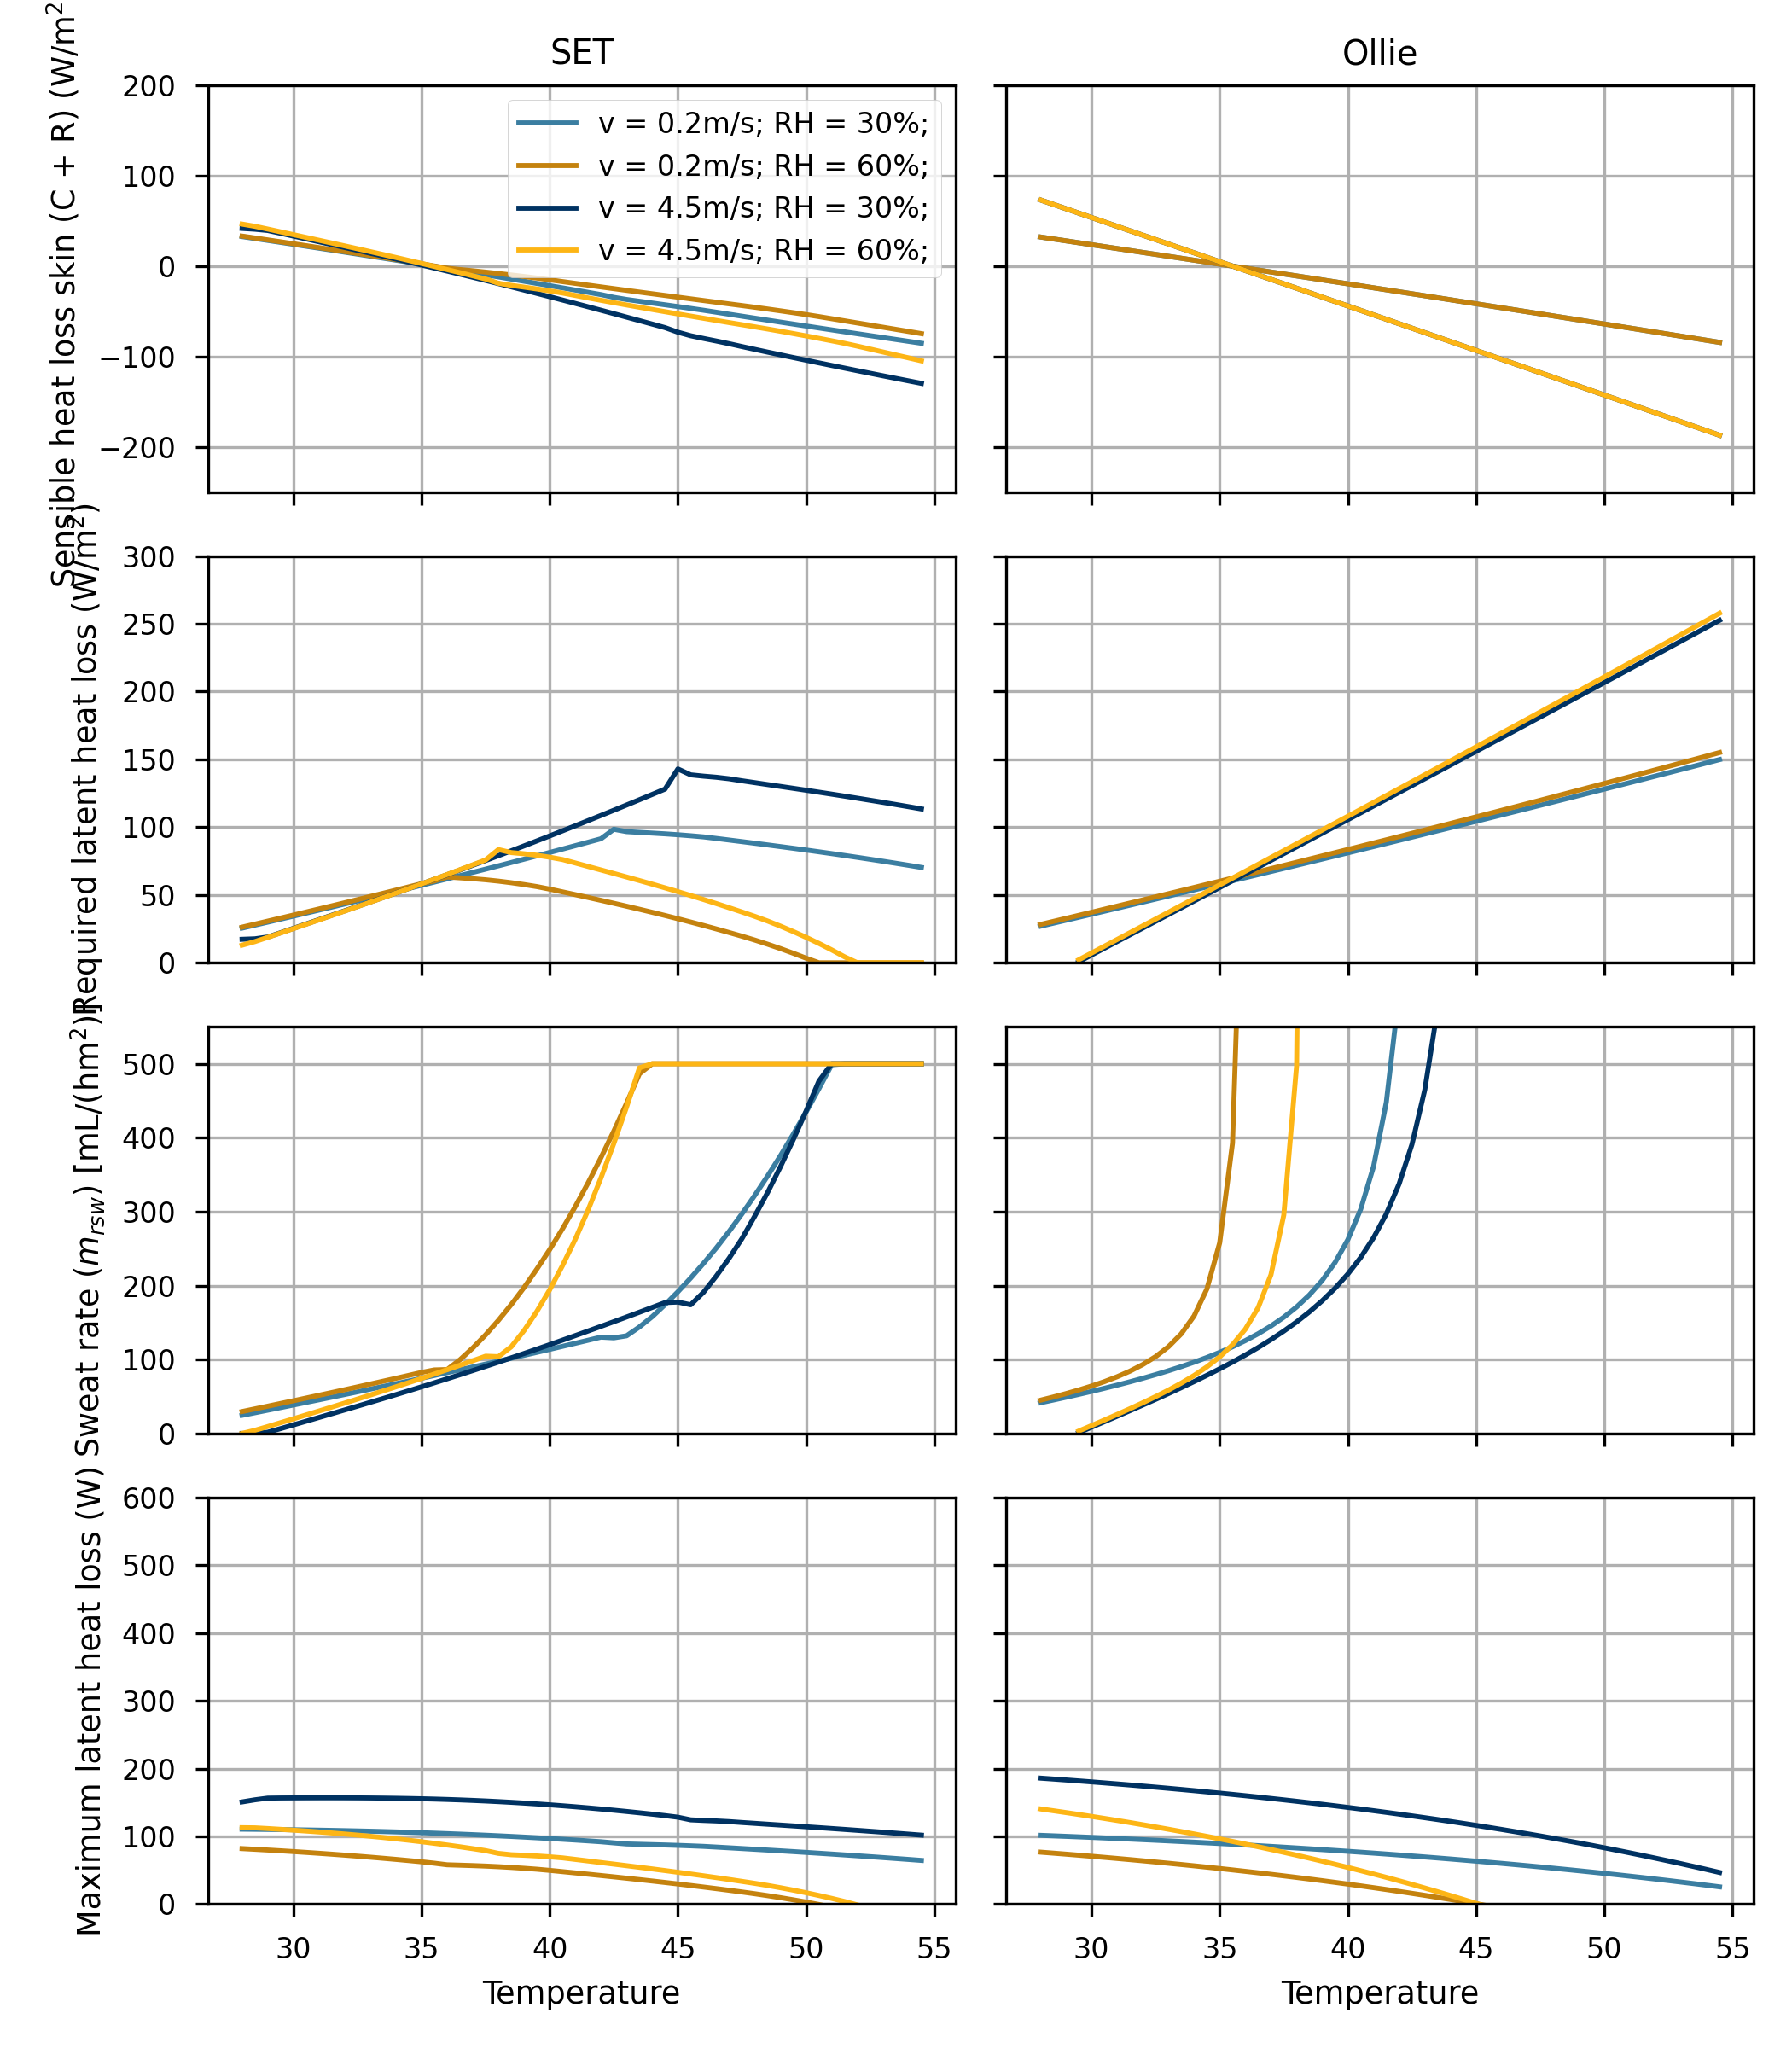 SET
Ollie
Sensible heat loss skin (C + R) (W/m²
200
100
0
−100
−200
v = 0.2m/s; RH = 30%;
v = 0.2m/s; RH = 60%;
v = 4.5m/s; RH = 30%;
v = 4.5m/s; RH = 60%;
Required latent heat loss (W/m²)
300
250
200
150
100
50
0
Sweat rate (mrsw) [mL/(hm²)]
500
400
300
200
100
0
Maximum latent heat loss (W)
600
500
400
300
200
100
0
30 35 40 45 50 55
30 35 40 45 50 55
Temperature
Temperature